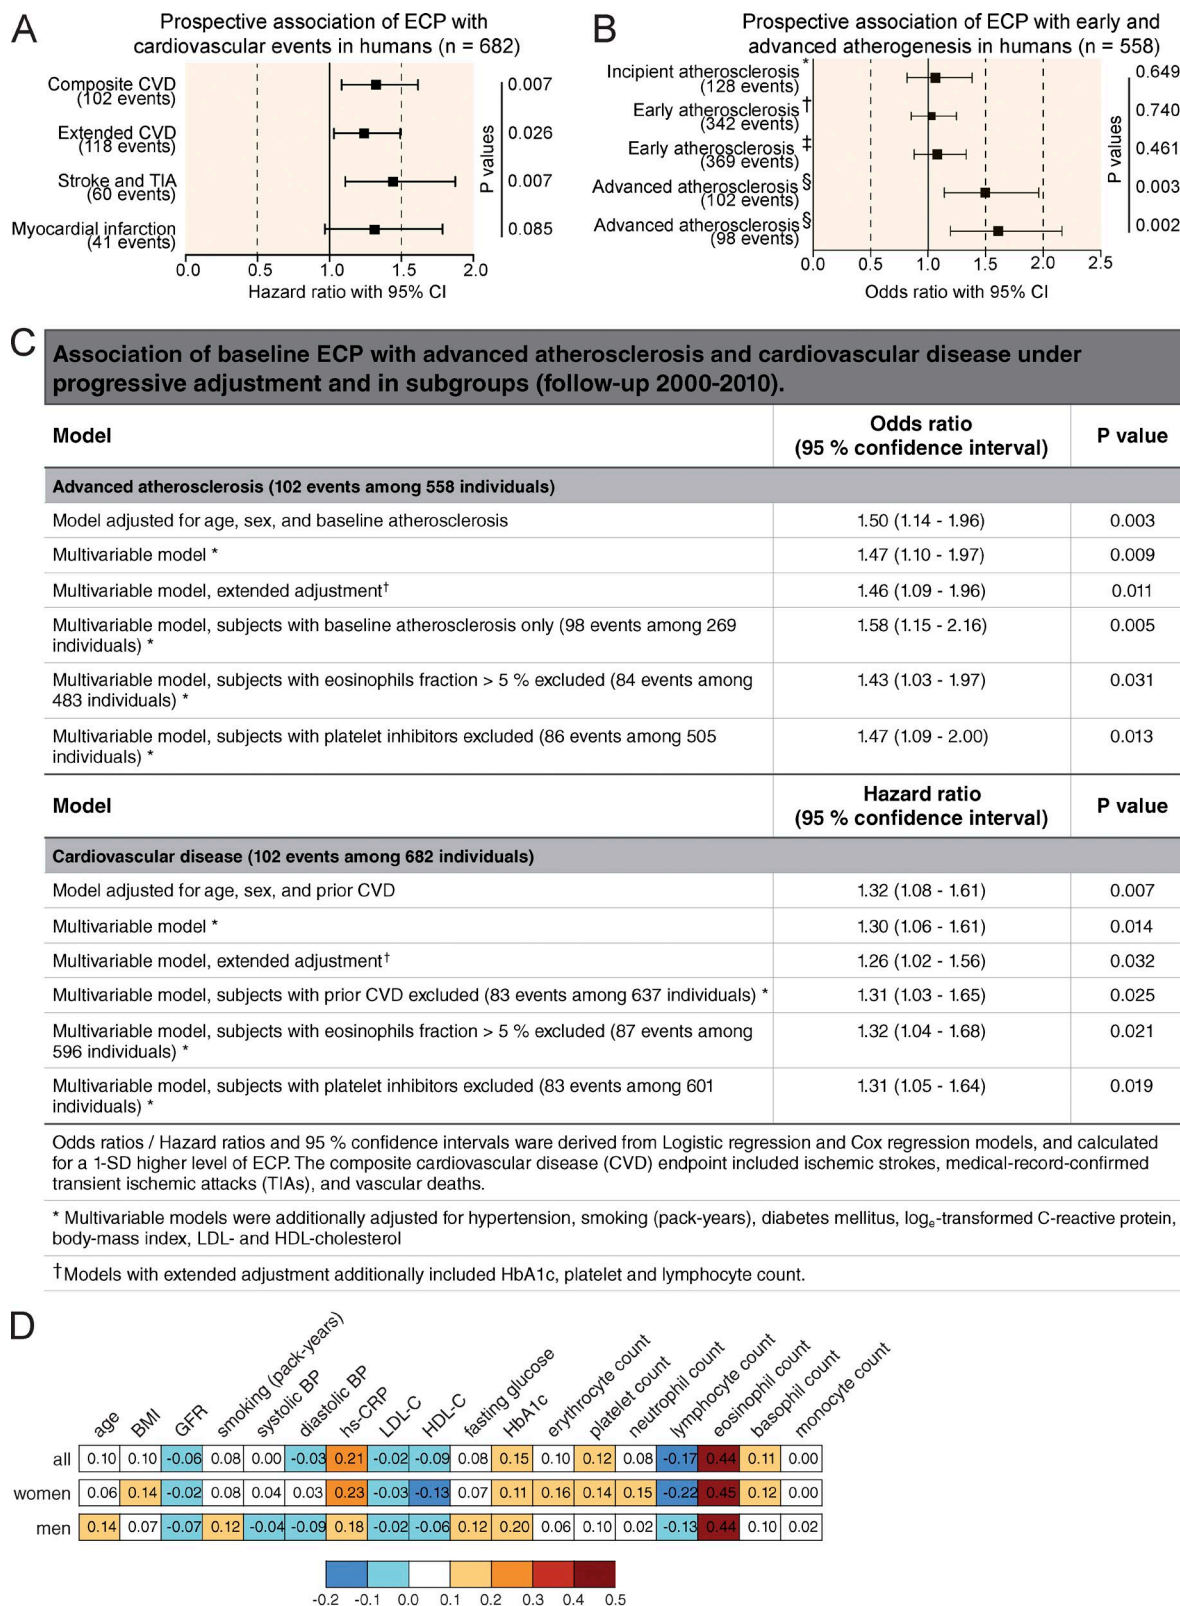 A
Prospective association of ECP with
cardiovascular events in humans (n = 682)
Composite CVD
(102 events)
0.007
Extended CVD
(118 events)
0.026
Stroke and TIA
(60 events)
0.007
Myocardial infarction
(41 events)
0.085
P values
0.0 0.5 1.0 1.5 2.0
Hazard ratio with 95% CI
B
Prospective association of ECP with early and
advanced atherogenesis in humans (n = 558)
Incipient atherosclerosis *
(128 events)
0.649
Early atherosclerosis †
(342 events)
0.740
Early atherosclerosis ‡
(369 events)
0.461
Advanced atherosclerosis §
(102 events)
0.003
Advanced atherosclerosis §
(98 events)
0.002
P values
0.0 0.5 1.0 1.5 2.0 2.5
Odds ratio with 95% CI
C
Association of baseline ECP with advanced atherosclerosis and cardiovascular disease under
progressive adjustment and in subgroups (follow-up 2000-2010).
Model
Odds ratio
(95 % confidence interval)
P value
Advanced atherosclerosis (102 events among 558 individuals)
Model adjusted for age, sex, and baseline atherosclerosis 1.50 (1.14 - 1.96) 0.003
Multivariable model * 1.47 (1.10 - 1.97) 0.009
Multivariable model, extended adjustment† 1.46 (1.09 - 1.96) 0.011
Multivariable model, subjects with baseline atherosclerosis only (98 events among 269
individuals) *
1.58 (1.15 - 2.16) 0.005
Multivariable model, subjects with eosinophils fraction > 5 % excluded (84 events among
483 individuals) *
1.43 (1.03 - 1.97) 0.031
Multivariable model, subjects with platelet inhibitors excluded (86 events among 505
individuals) *
1.47 (1.09 - 2.00) 0.013
Model
Hazard ratio
(95 % confidence interval)
P value
Cardiovascular disease (102 events among 682 individuals)
Model adjusted for age, sex, and prior CVD 1.32 (1.08 - 1.61) 0.007
Multivariable model * 1.30 (1.06 - 1.61) 0.014
Multivariable model, extended adjustment† 1.26 (1.02 - 1.56) 0.032
Multivariable model, subjects with prior CVD excluded (83 events among 637 individuals) * 1.31 (1.03 - 1.65) 0.025
Multivariable model, subjects with eosinophils fraction > 5 % excluded (87 events among
596 individuals) *
1.32 (1.04 - 1.68) 0.021
Multivariable model, subjects with platelet inhibitors excluded (83 events among 601
individuals) *
1.31 (1.05 - 1.64) 0.019
Odds ratios / Hazard ratios and 95 % confidence intervals ware derived from Logistic regression and Cox regression models, and calculated
for a 1-SD higher level of ECP. The composite cardiovascular disease (CVD) endpoint included ischemic strokes, medical-record-confirmed
transient ischemic attacks (TIAs), and vascular deaths.
* Multivariable models were additionally adjusted for hypertension, smoking (pack-years), diabetes mellitus, loge-transformed C-reactive protein,
body-mass index, LDL- and HDL-cholesterol
†Models with extended adjustment additionally included HbA1c, platelet and lymphocyte count.
D
age
BMI
GFR
smoking (pack-years)
systolic BP
diastolic BP
hs-CRP
LDL-C
HDL-C
fasting glucose
HbA1c
erythrocyte count
platelet count
neutrophil count
lymphocyte count
eosinophil count
basophil count
monocyte count
all 0.10 0.10 -0.06 0.08 0.00 -0.03 0.21 -0.02 -0.09 0.08 0.15 0.10 0.12 0.08 -0.17 0.44 0.11 0.00
women 0.06 0.14 -0.02 0.08 0.04 0.03 0.23 -0.03 -0.13 0.07 0.11 0.16 0.14 0.15 -0.22 0.45 0.12 0.00
men 0.14 0.07 -0.07 0.12 -0.04 -0.09 0.18 -0.02 -0.06 0.12 0.20 0.06 0.10 0.02 -0.13 0.44 0.10 0.02
-0.2 -0.1 0.0 0.1 0.2 0.3 0.4 0.5